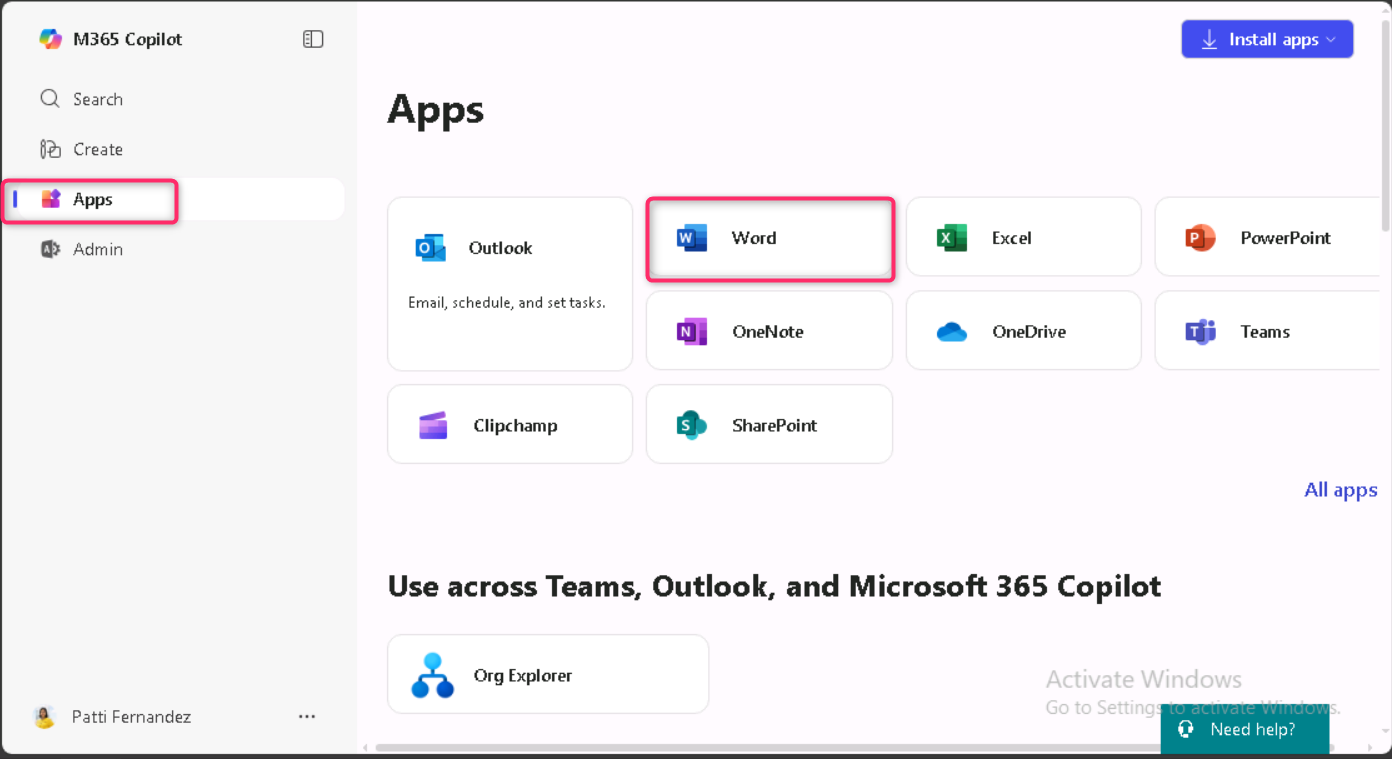 M365 Copilot
Search
Create
Apps
Admin
Patti Fernandez
Install apps
Apps
Outlook
Email, schedule, and set tasks.
Word
Excel
PowerPoint
OneNote
OneDrive
Teams
Clipchamp
SharePoint
All apps
Use across Teams, Outlook, and Microsoft 365 Copilot
Org Explorer
Activate Windows
Go to Settings to activate Windows.
Need help?